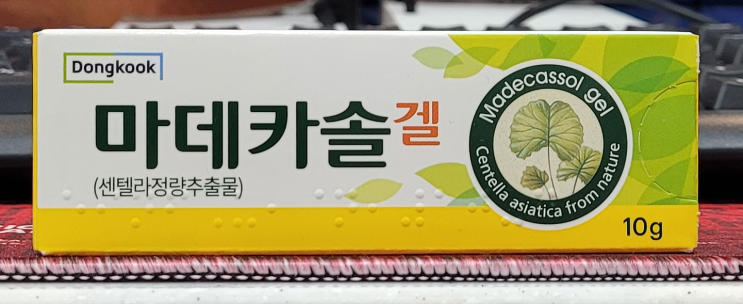 Dongkook
마데카솔겔
(센텔라정량추출물)
Madecassol gel
Centella asiatica from nature
10g